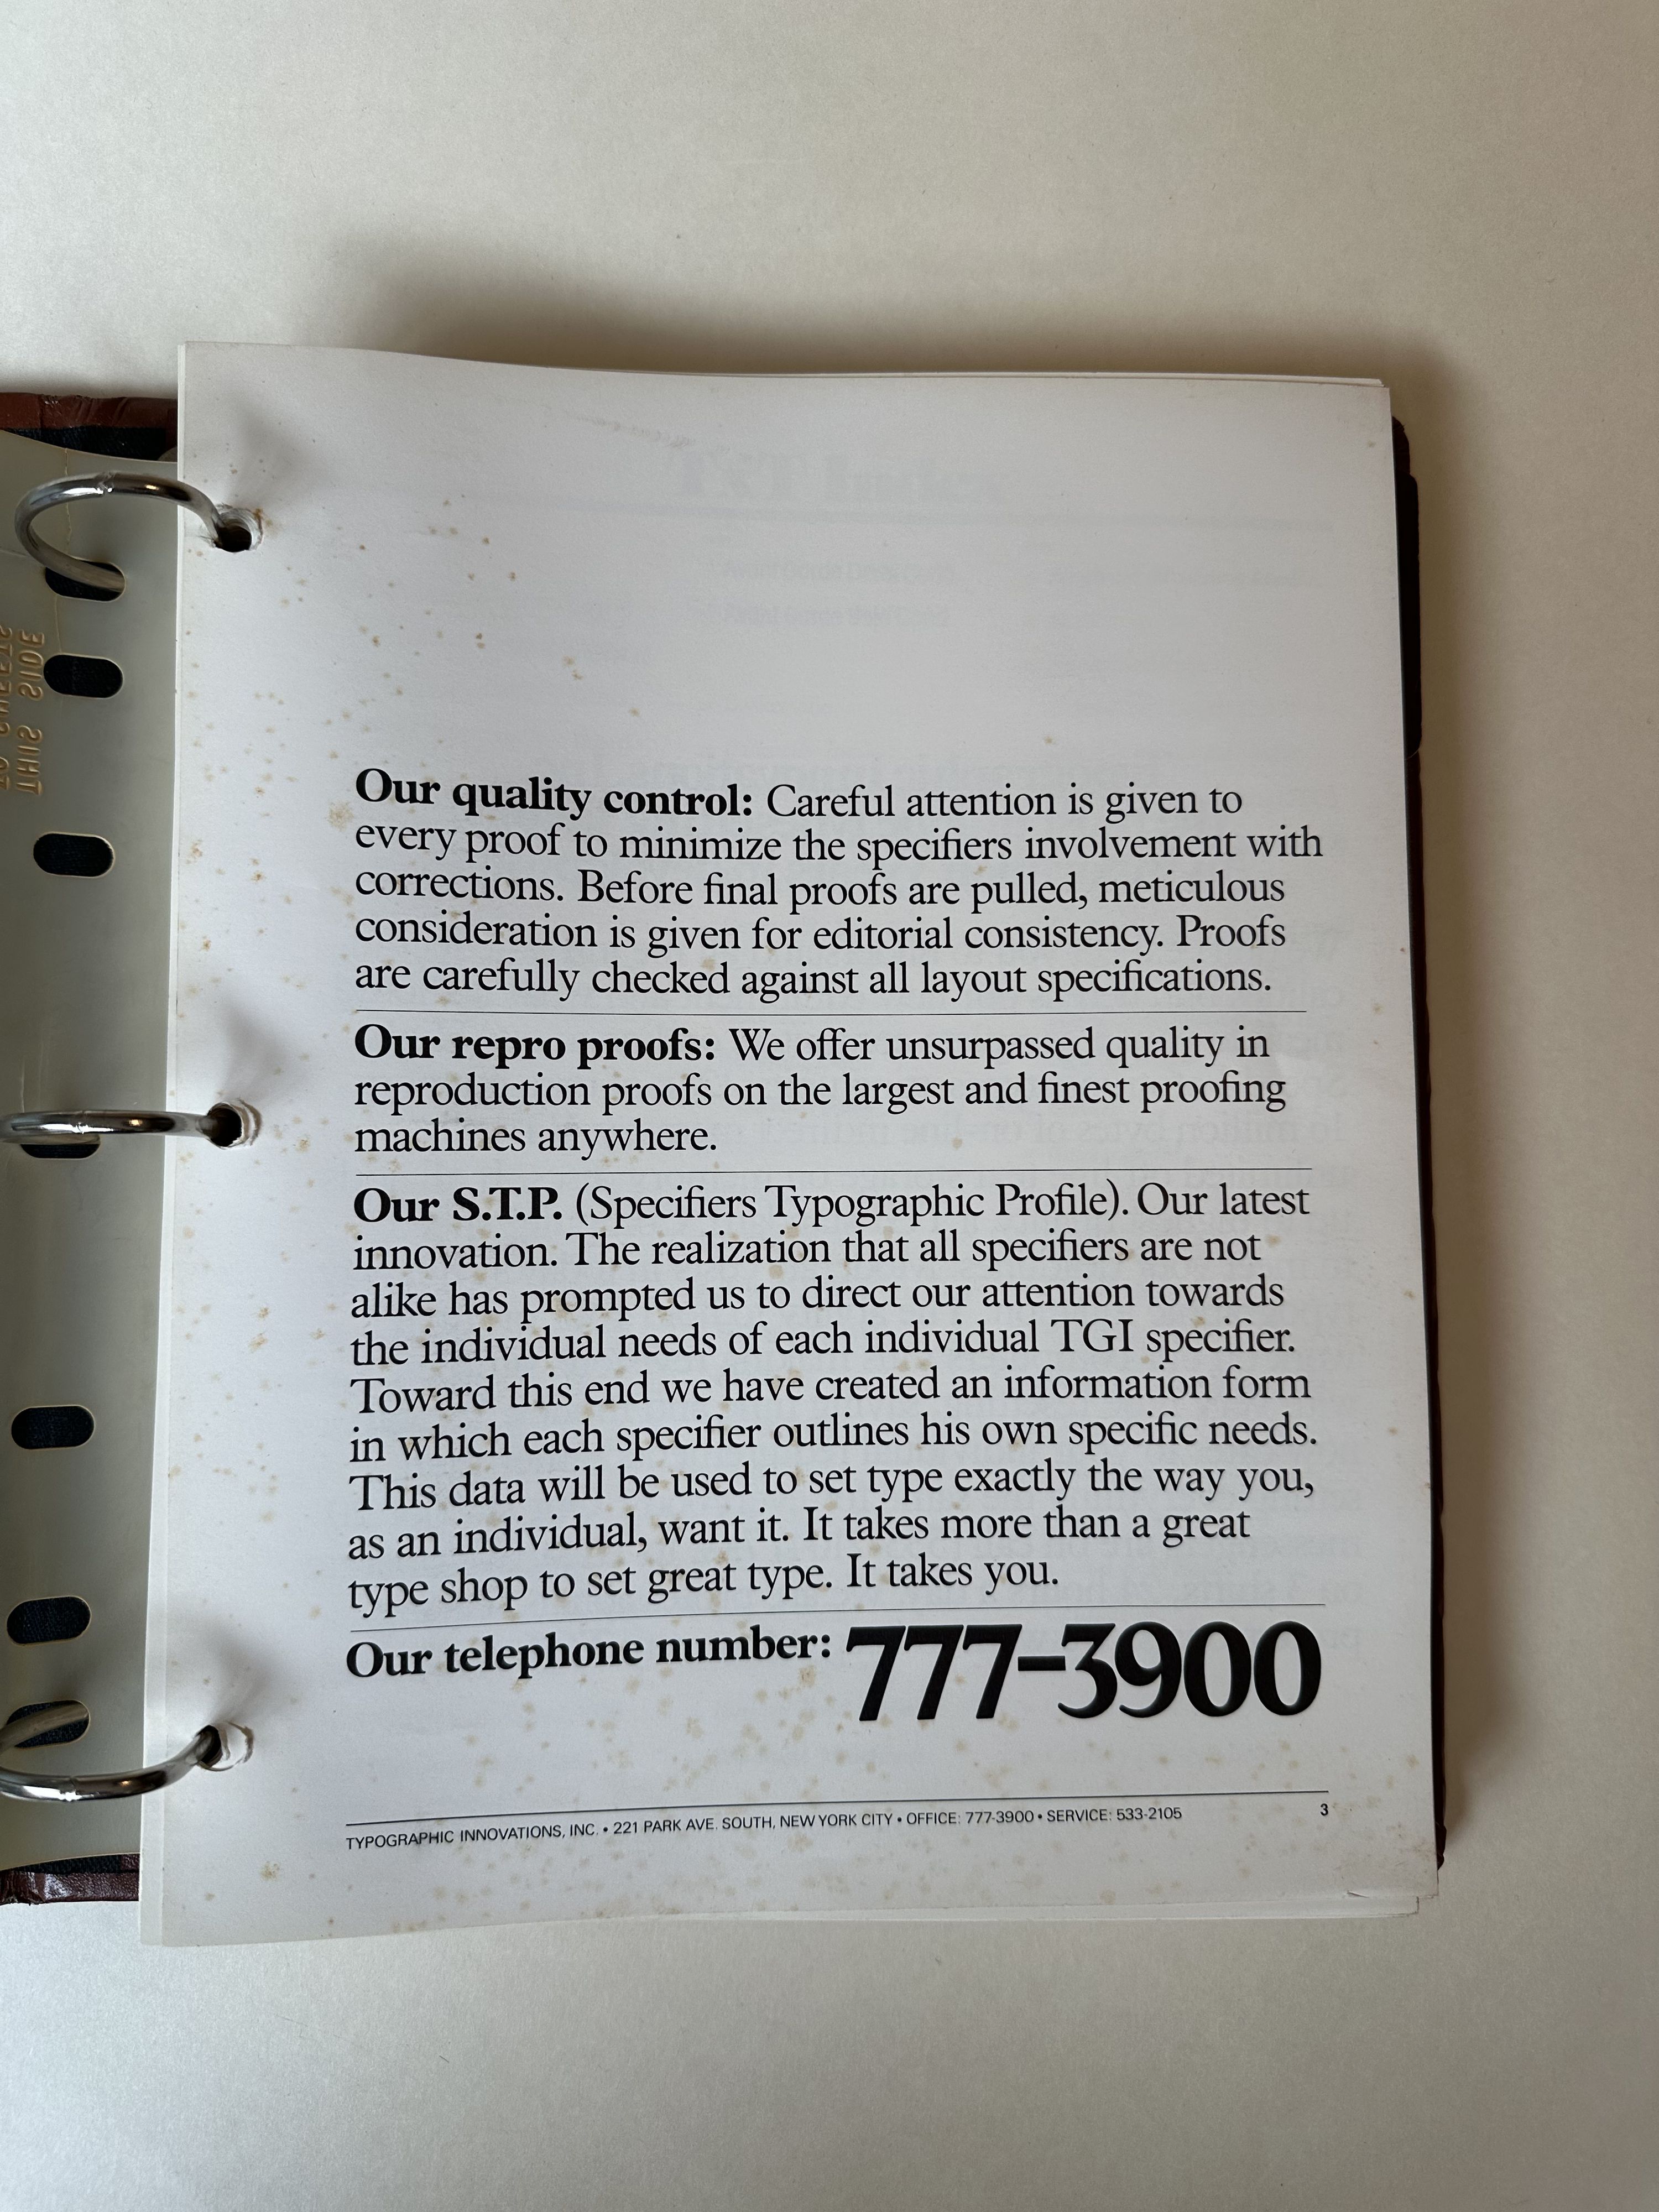 Our quality control: Careful attention is given to
every proof to minimize the specifiers involvement with
corrections. Before final proofs are pulled, meticulous
consideration is given for editorial consistency. Proofs
are carefully checked against all layout specifications.
Our repro proofs: We offer unsurpassed quality in
reproduction proofs on the largest and finest proofing
machines anywhere.
Our S.T.P. (Specifiers Typographic Profile). Our latest
innovation. The realization that all specifiers are not
alike has prompted us to direct our attention towards
the individual needs of each individual TGI specifier.
Toward this end we have created an information form
in which each specifier outlines his own specific needs.
This data will be used to set type exactly the way you,
as an individual, want it. It takes more than a great
type shop to set great type. It takes you.
Our telephone number: 777-3900
TYPOGRAPHIC INNOVATIONS, INC. • 221 PARK AVE. SOUTH, NEW YORK CITY • OFFICE: 777-3900 • SERVICE: 533-2105 3
THIS SIDE